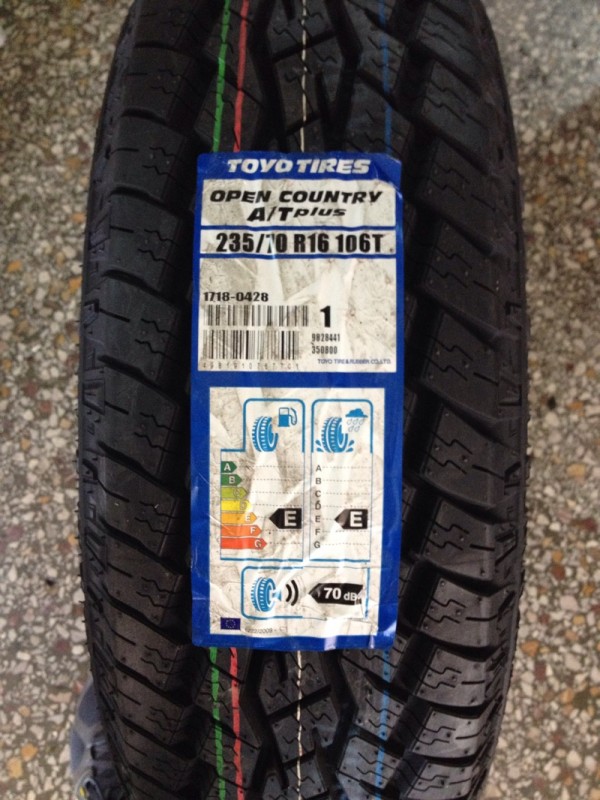 TOYO TIRES
OPEN COUNTRY
A/T plus
235/70 R16 106T
1718-0428
1
9828441
350800
TOYO TIRE & RUBBER CO.,LTD.
A
B
E
F
G
E
A
B
C
D
E
F
G
E
70 dB